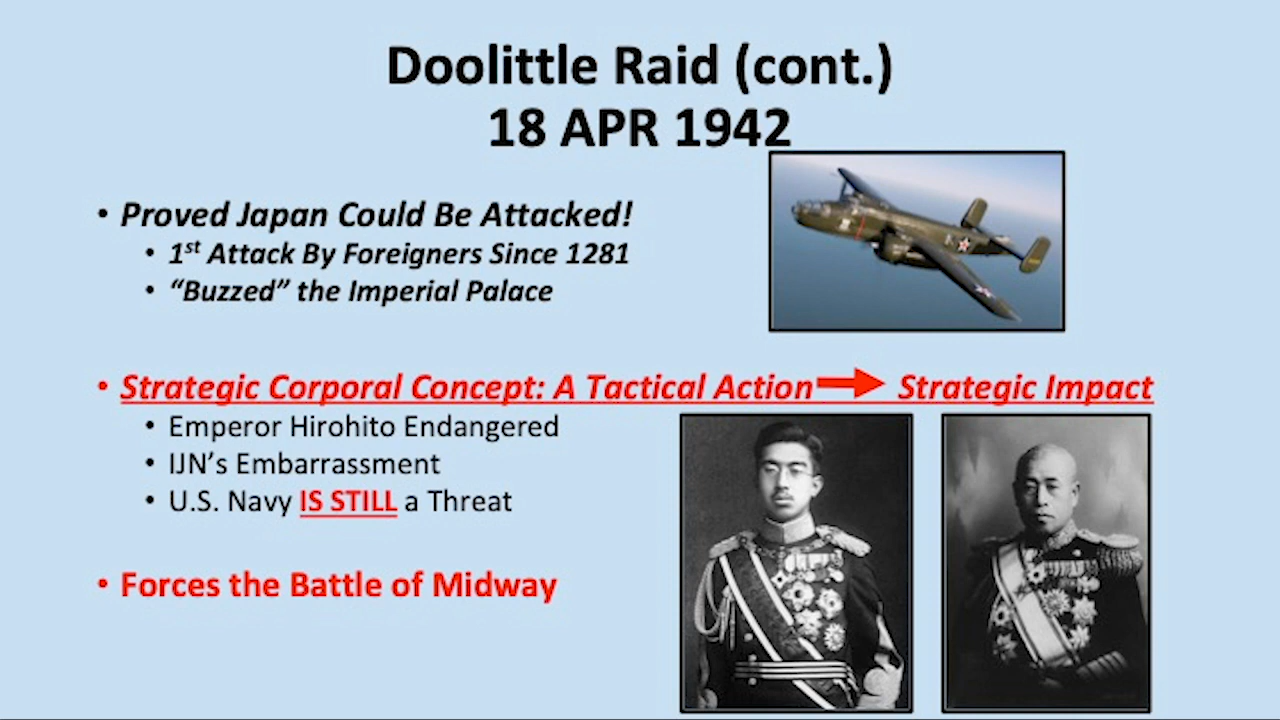 Doolittle Raid (cont.)
18 APR 1942
• Proved Japan Could Be Attacked!
• 1st Attack By Foreigners Since 1281
• “Buzzed” the Imperial Palace
• Strategic Corporal Concept: A Tactical Action Strategic Impact
• Emperor Hirohito Endangered
• IJN’s Embarrassment
• U.S. Navy IS STILL a Threat
• Forces the Battle of Midway